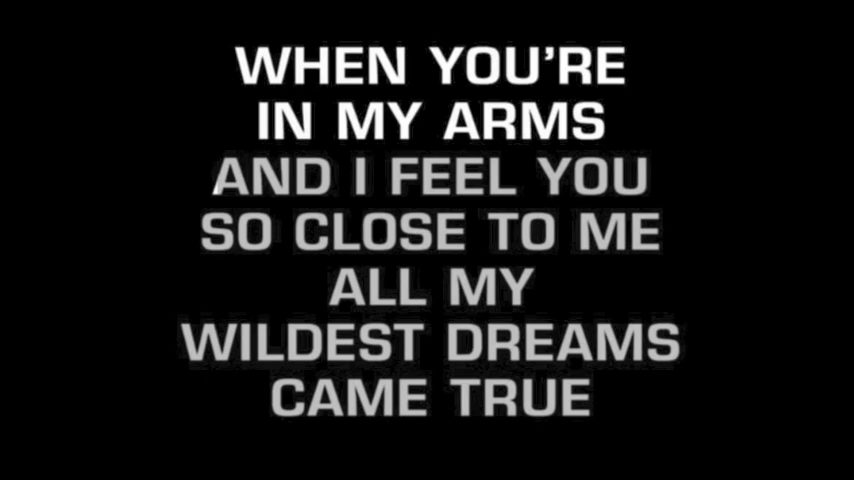 WHEN YOU'RE
IN MY ARMS
AND I FEEL YOU
SO CLOSE TO ME
ALL MY
WILDEST DREAMS
CAME TRUE